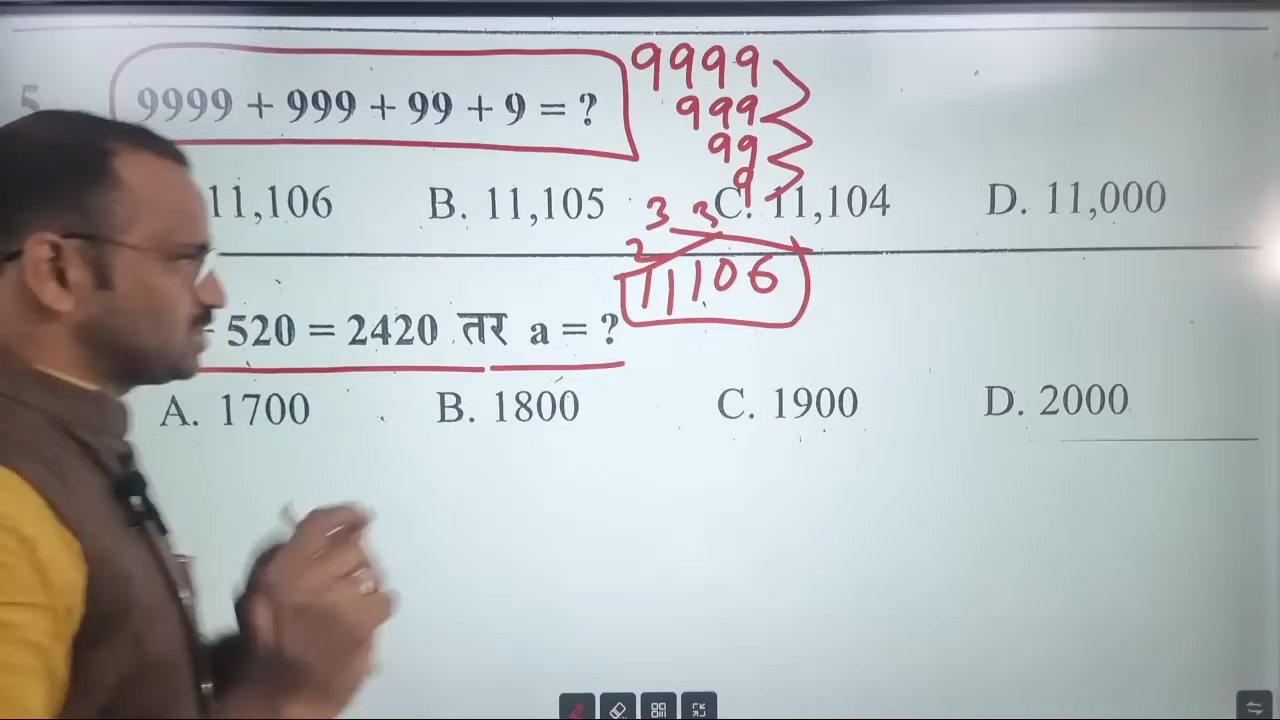 5
9999 + 999 + 99 + 9 = ?
9999
999
99
9
11,106 B. 11,105 C. 11,104 D. 11,000
3 3
2
11106
520 = 2420 तर a = ?
A. 1700 B. 1800 C. 1900 D. 2000